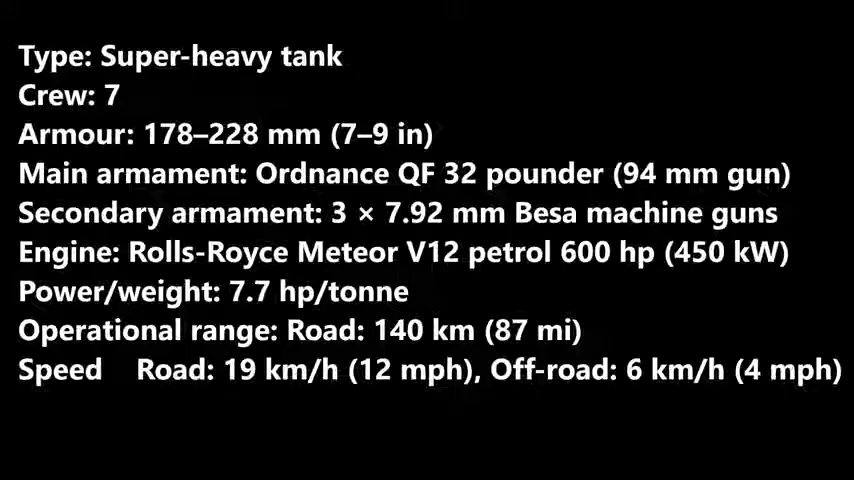 Type: Super-heavy tank
Crew: 7
Armour: 178–228 mm (7–9 in)
Main armament: Ordnance QF 32 pounder (94 mm gun)
Secondary armament: 3 × 7.92 mm Besa machine guns
Engine: Rolls-Royce Meteor V12 petrol 600 hp (450 kW)
Power/weight: 7.7 hp/tonne
Operational range: Road: 140 km (87 mi)
Speed    Road: 19 km/h (12 mph), Off-road: 6 km/h (4 mph)